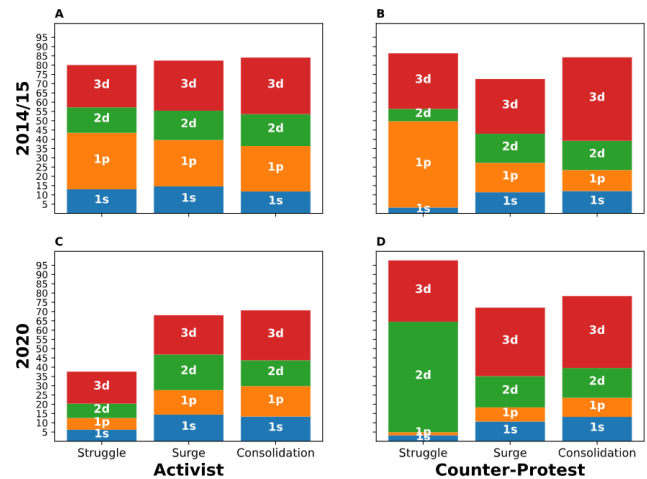 A
B
2014/15
95
90
85
80
75
70
65
60
55
50
45
40
35
30
25
20
15
10
5
3d
2d
1p
1s
3d
2d
1p
1s
3d
2d
1p
1s
3d
2d
1p
1s
3d
2d
1p
1s
3d
2d
1p
1s
C
D
2020
95
90
85
80
75
70
65
60
55
50
45
40
35
30
25
20
15
10
5
3d
2d
1p
1s
3d
2d
1p
1s
3d
2d
1p
1s
3d
2d
1p
1s
3d
2d
1p
1s
3d
2d
1p
1s
Struggle Surge Consolidation
Struggle Surge Consolidation
Activist
Counter-Protest